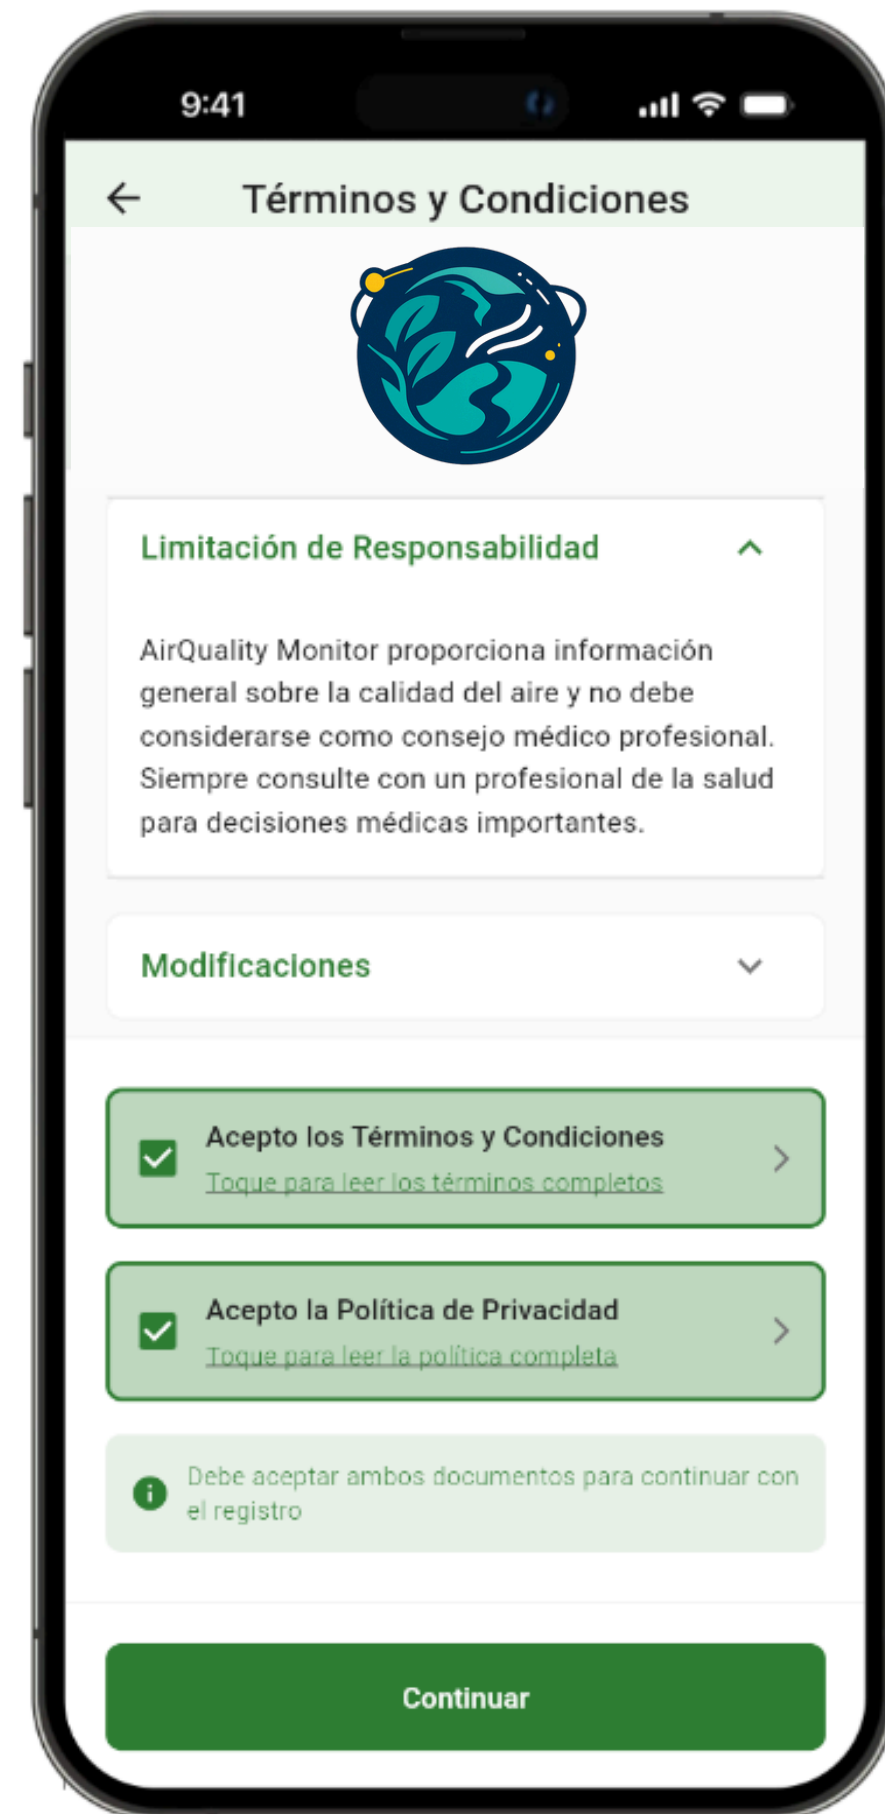 9:41
Términos y Condiciones
Limitación de Responsabilidad
AirQuality Monitor proporciona información
general sobre la calidad del aire y no debe
considerarse como consejo médico profesional.
Siempre consulte con un profesional de la salud
para decisiones médicas importantes.
Modificaciones
Acepto los Términos y Condiciones
Toque para leer los términos completos
Acepto la Política de Privacidad
Toque para leer la política completa
Debe aceptar ambos documentos para continuar con
el registro
Continuar